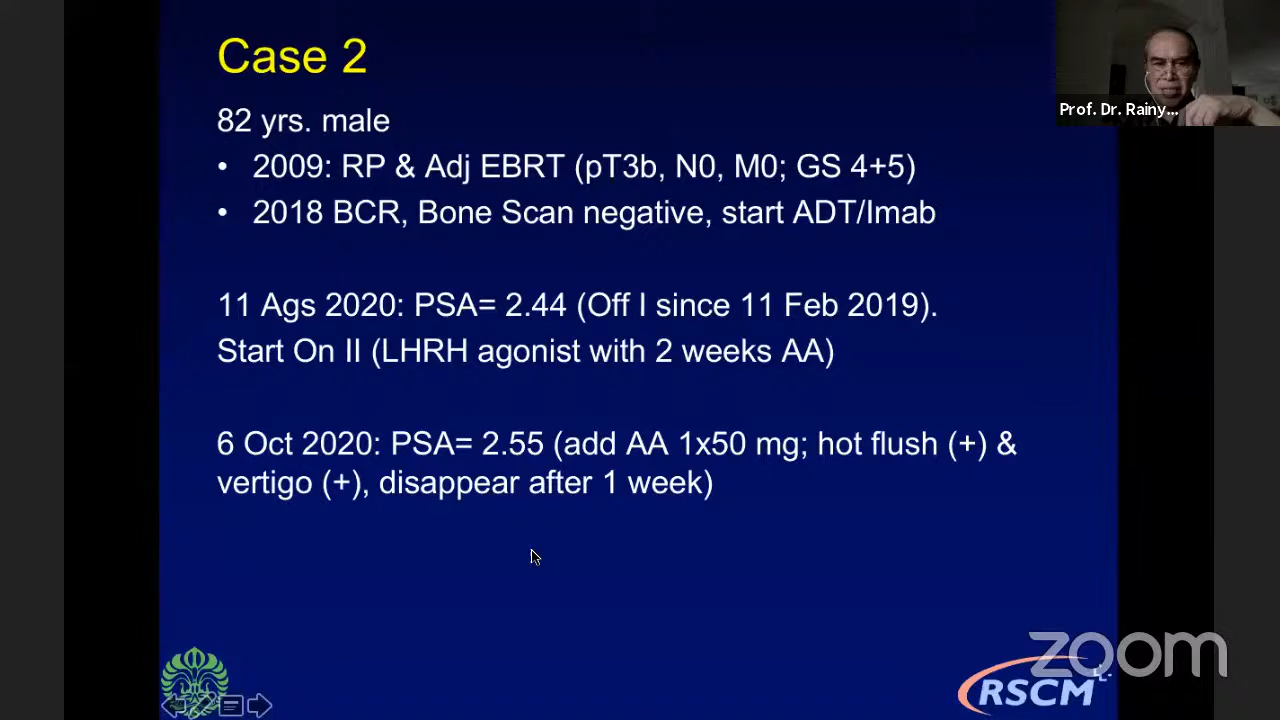 Case 2
Prof. Dr. Rainy...
82 yrs. male
• 2009: RP & Adj EBRT (pT3b, N0, M0; GS 4+5)
• 2018 BCR, Bone Scan negative, start ADT/Imab
11 Ags 2020: PSA= 2.44 (Off I since 11 Feb 2019).
Start On II (LHRH agonist with 2 weeks AA)
6 Oct 2020: PSA= 2.55 (add AA 1x50 mg; hot flush (+) &
vertigo (+), disappear after 1 week)
zoom
RSCM